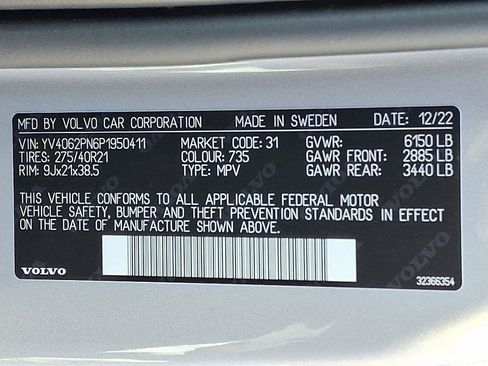 MFD BY VOLVO CAR CORPORATION MADE IN SWEDEN DATE: 12/22
VIN: YV4062PN6P1950411 MARKET CODE: 31 GVWR: 6150 LB
TIRES: 275/40R21 COLOUR: 735 GAWR FRONT: 2885 LB
RIM: 9Jx21x38.5 TYPE: MPV GAWR REAR: 3440 LB
THIS VEHICLE CONFORMS TO ALL APPLICABLE FEDERAL MOTOR
VEHICLE SAFETY, BUMPER AND THEFT PREVENTION STANDARDS IN EFFECT
ON THE DATE OF MANUFACTURE SHOWN ABOVE.
VOLVO 32366354